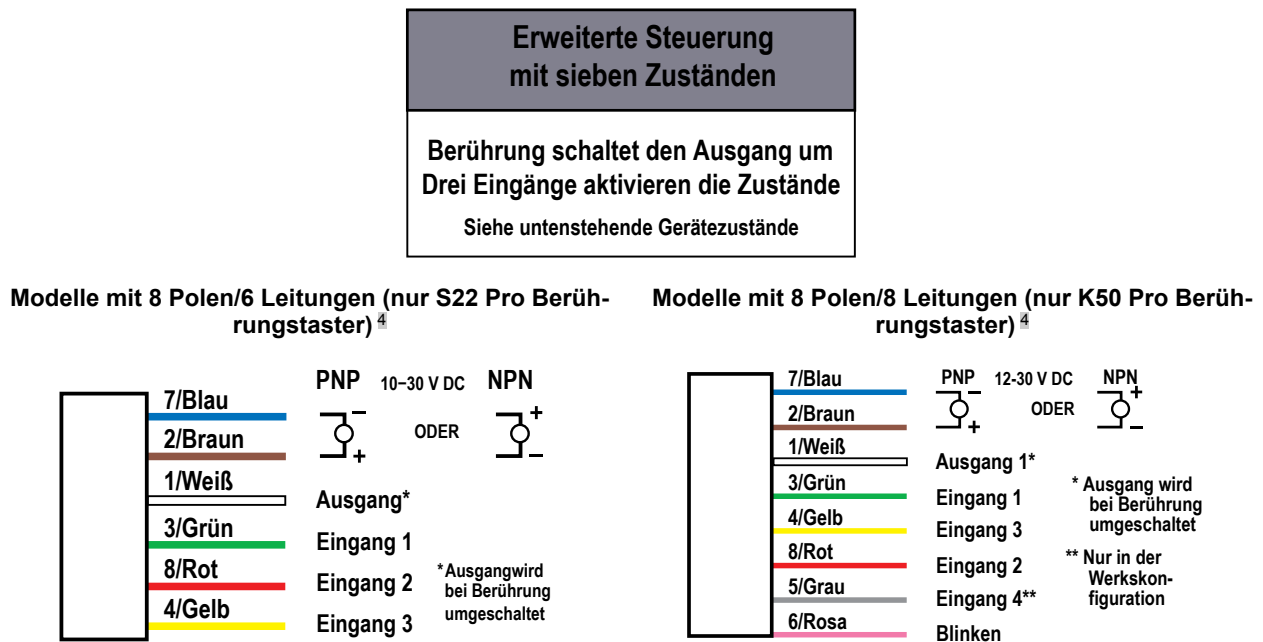 Erweiterte Steuerung
mit sieben Zuständen
Berührung schaltet den Ausgang um
Drei Eingänge aktivieren die Zustände
Siehe untenstehende Gerätezustände
Modelle mit 8 Polen/6 Leitungen (nur S22 Pro Berüh-
rungstaster) 4
7/Blau
2/Braun
1/Weiß
3/Grün
8/Rot
4/Gelb
PNP 10–30 V DC NPN
– +
ODER
+ –
Ausgang*
Eingang 1
Eingang 2
Eingang 3
*Ausgangwird
bei Berührung
umgeschaltet
Modelle mit 8 Polen/8 Leitungen (nur K50 Pro Berüh-
rungstaster) 4
7/Blau
2/Braun
1/Weiß
3/Grün
4/Gelb
8/Rot
5/Grau
6/Rosa
PNP 12-30 V DC NPN
– +
ODER
+ –
Ausgang 1*
Eingang 1
Eingang 3
Eingang 2
Eingang 4**
Blinken
* Ausgang wird
bei Berührung
umgeschaltet
** Nur in der
Werkskon-
figuration